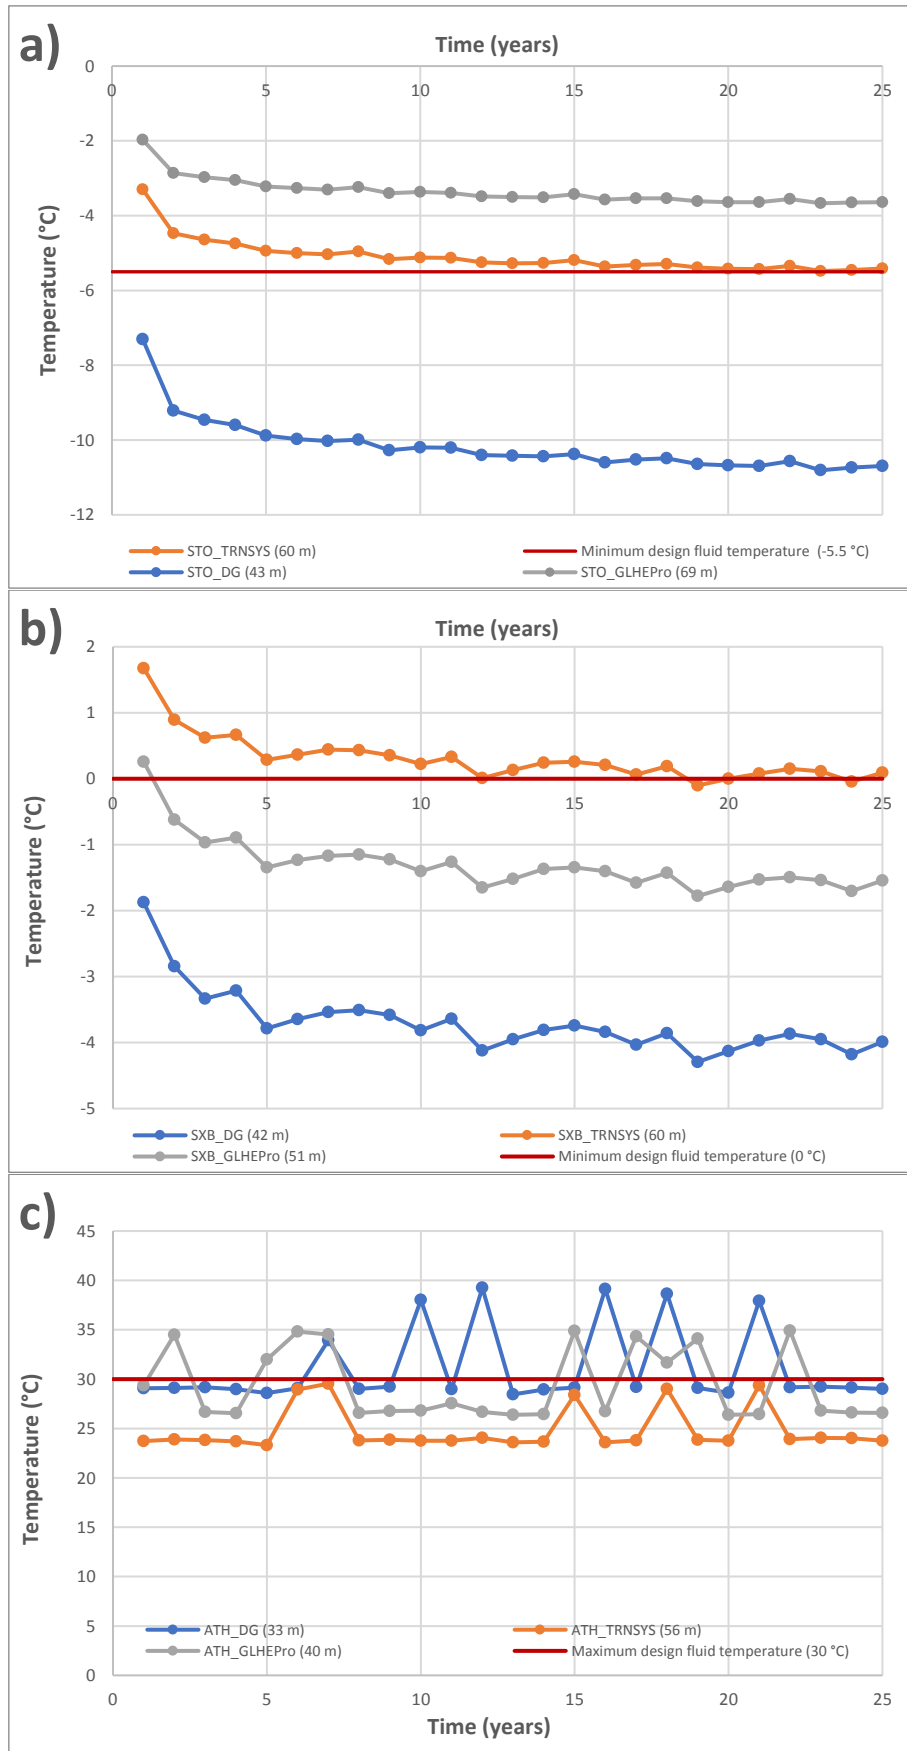 a)
Time (years)
0
0 5 10 15 20 25
-2
-4
-6
-8
-10
-12
Temperature (°C)
STO_TRNSYS (60 m) Minimum design fluid temperature (-5.5 °C)
STO_DG (43 m) STO_GLHEPro (69 m)
b)
Time (years)
2
1
0
0 5 10 15 20 25
-1
-2
-3
-4
-5
Temperature (°C)
SXB_DG (42 m) SXB_TRNSYS (60 m)
SXB_GLHEPro (51 m) Minimum design fluid temperature (0 °C)
c)
45
40
35
30
25
20
15
10
5
0
Temperature (°C)
ATH_DG (33 m) ATH_TRNSYS (56 m)
ATH_GLHEPro (40 m) Maximum design fluid temperature (30 °C)
0 5 10 15 20 25
Time (years)